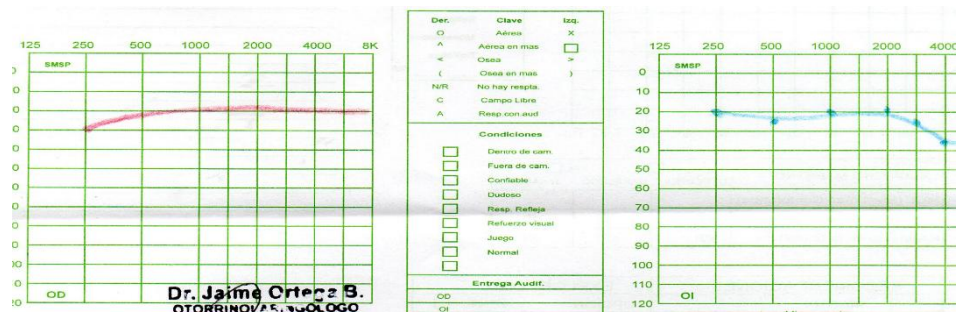 125 250 500 1000 2000 4000 8K
SMSP
OD
Dr. Jaime Ortega B.
OTORRINOLARINGOLOGO
Der. Clave Izq.
O Aérea X
^ Aérea en mas
< Osea >
( Osea en mas )
N/R No hay respta.
C Campo Libre
A Resp.con.aud
Condiciones
Dentro de cam.
Fuera de cam.
Confiable
Dudoso
Resp. Refleja
Refuerzo visual
Juego
Normal
Entrega Audif.
OD
OI
125 250 500 1000 2000 4000
SMSP
0
10
20
30
40
50
60
70
80
90
100
110
120
OI